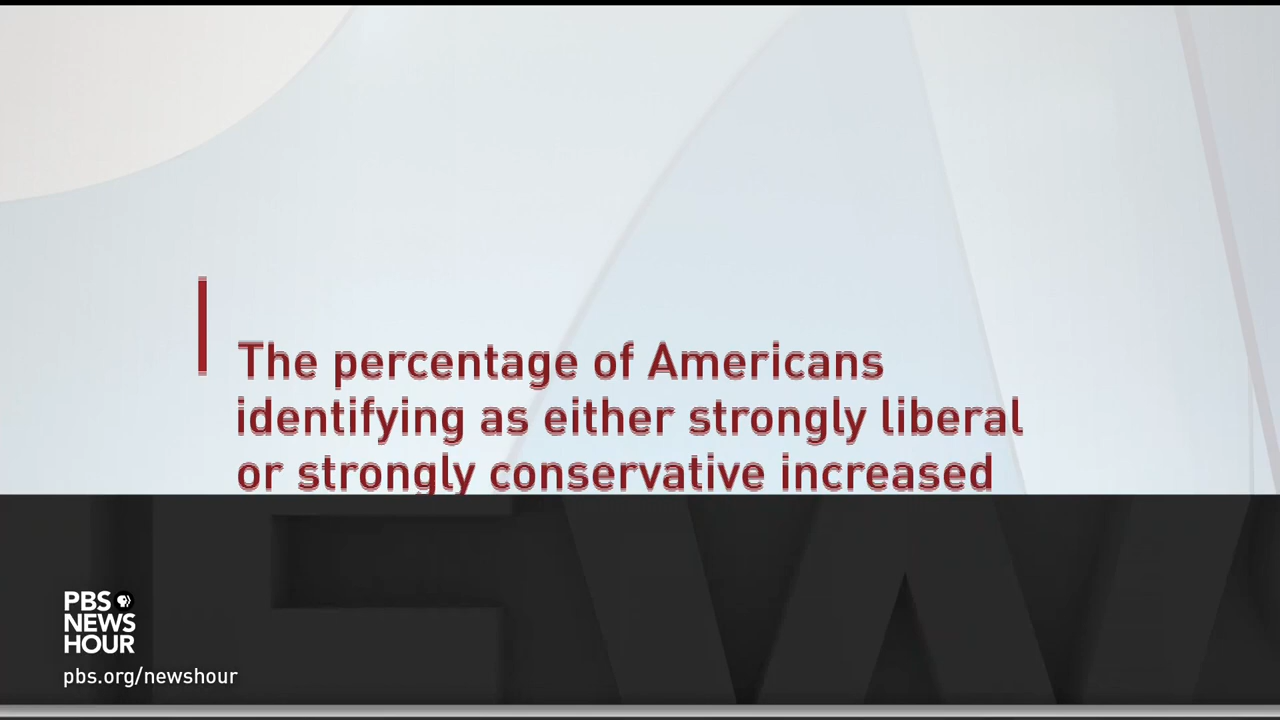 The percentage of Americans
identifying as either strongly liberal
or strongly conservative increased
PBS
NEWS
HOUR
pbs.org/newshour